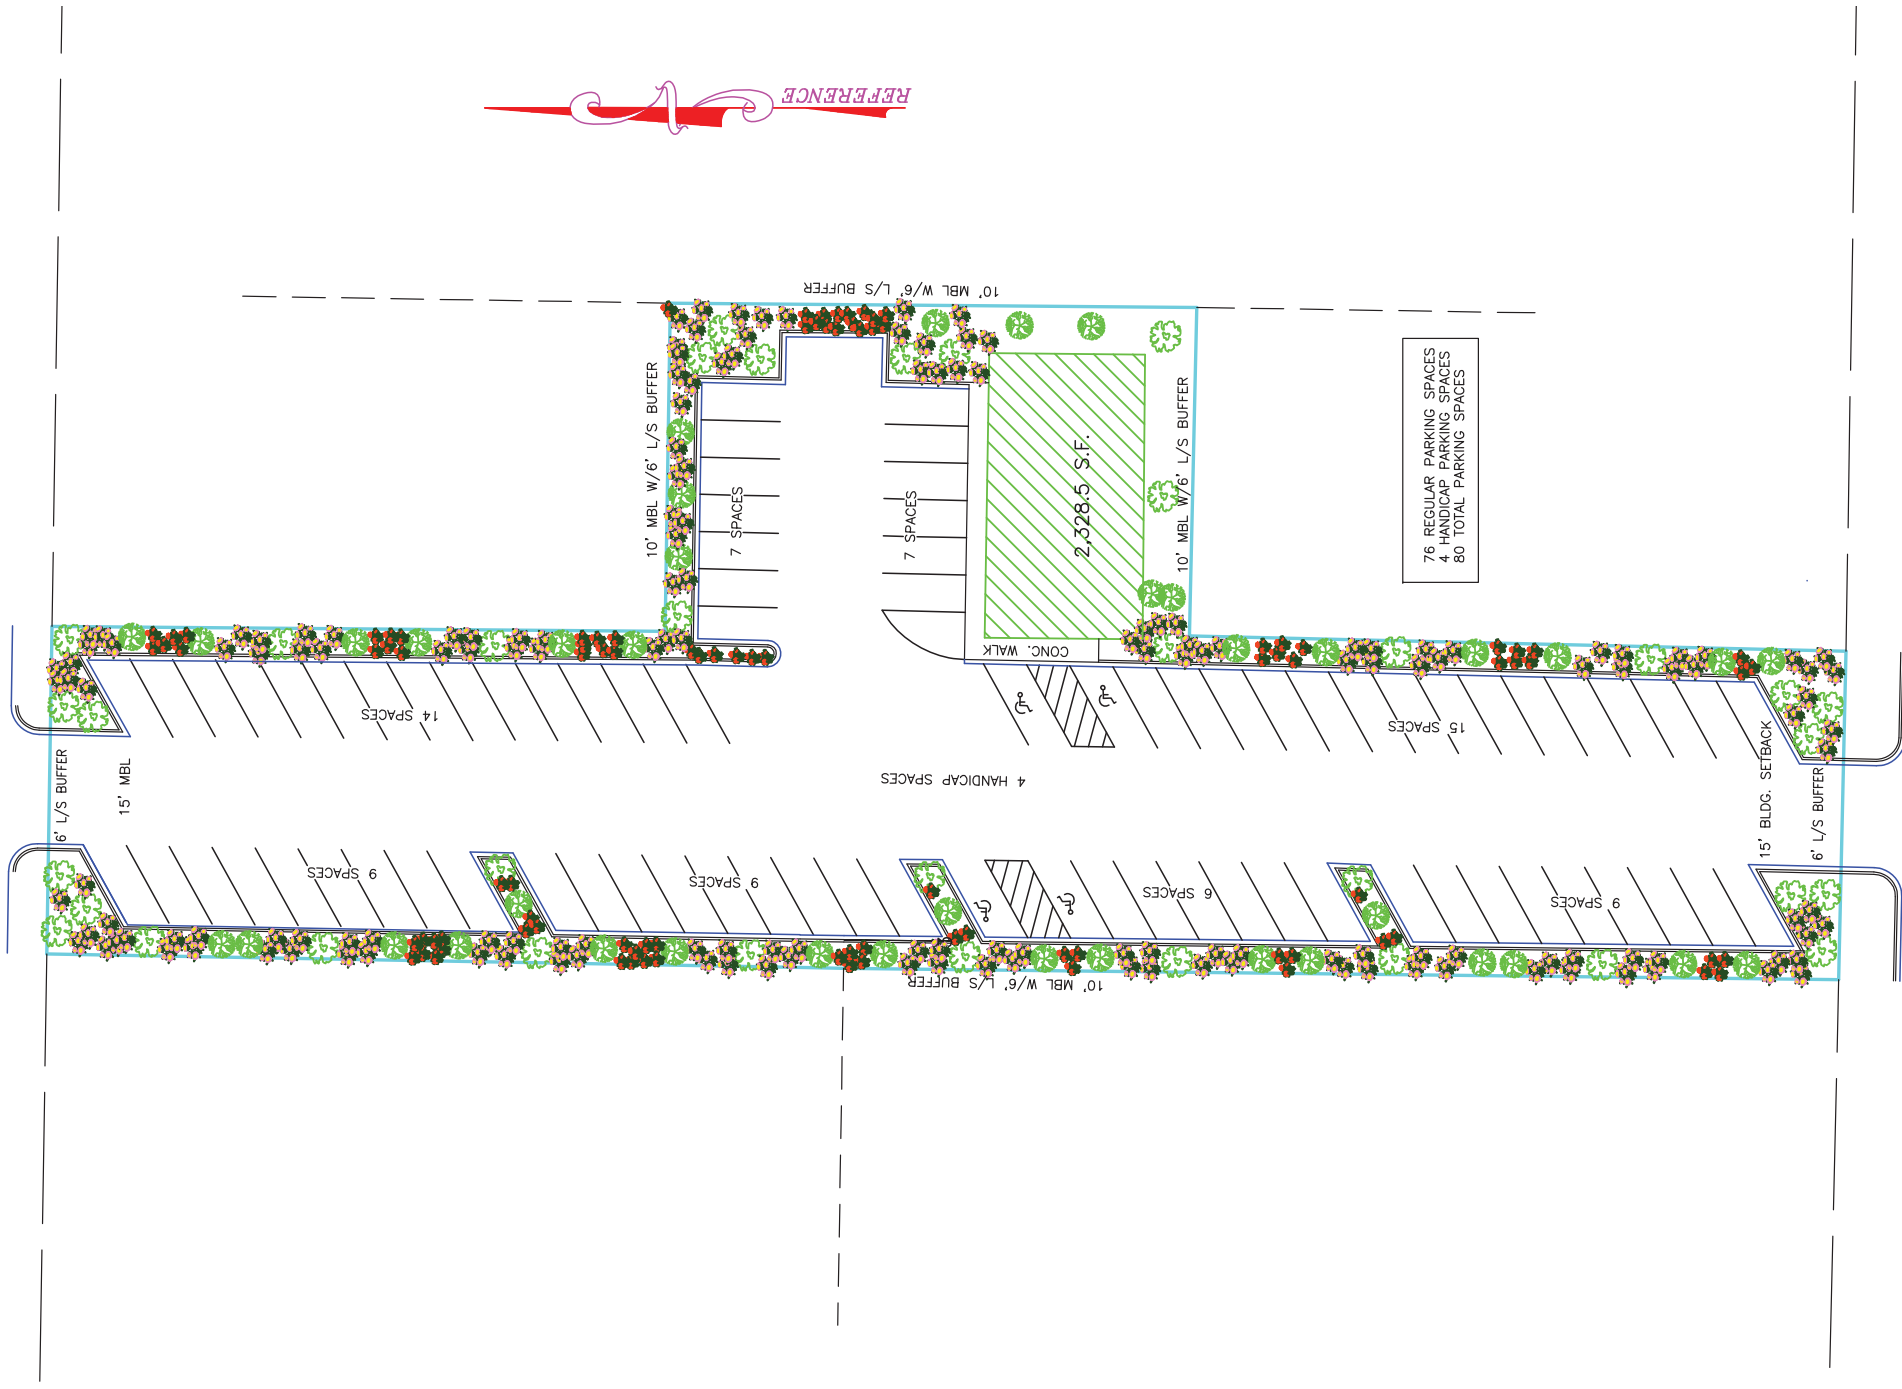 REFERENCE
N
10' MBL W/6' L/S BUFFER
10' MBL W/6' L/S BUFFER
7 SPACES
7 SPACES
2,328.5 S.F.
10' MBL W/6' L/S BUFFER
76 REGULAR PARKING SPACES
4 HANDICAP PARKING SPACES
80 TOTAL PARKING SPACES
CONC. WALK
14 SPACES
15 SPACES
6' L/S BUFFER
15' MBL
4 HANDICAP SPACES
15' BLDG. SETBACK
6' L/S BUFFER
9 SPACES
9 SPACES
6 SPACES
9 SPACES
10' MBL W/6' L/S BUFFER